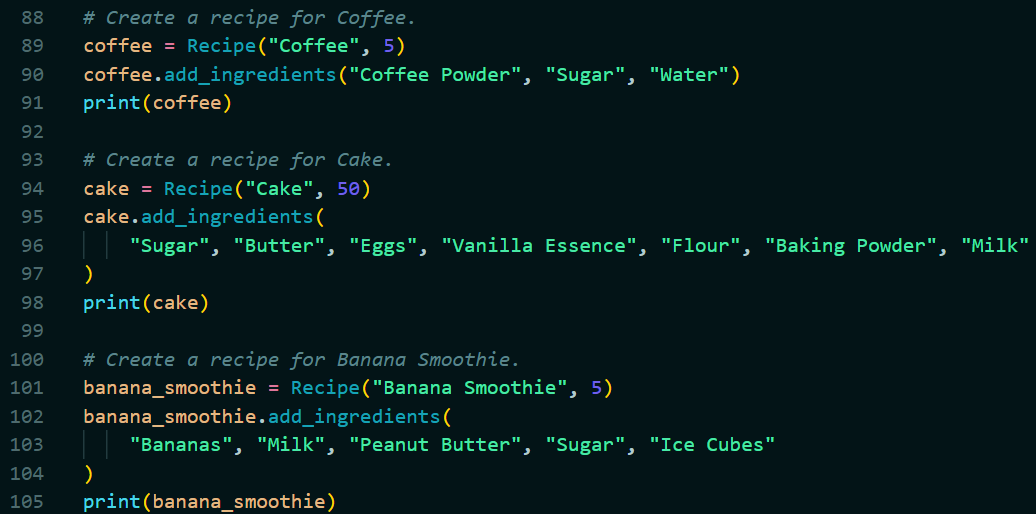 88 # Create a recipe for Coffee.
89 coffee = Recipe("Coffee", 5)
90 coffee.add_ingredients("Coffee Powder", "Sugar", "Water")
91 print(coffee)
92
93 # Create a recipe for Cake.
94 cake = Recipe("Cake", 50)
95 cake.add_ingredients(
96     "Sugar", "Butter", "Eggs", "Vanilla Essence", "Flour", "Baking Powder", "Milk"
97 )
98 print(cake)
99
100 # Create a recipe for Banana Smoothie.
101 banana_smoothie = Recipe("Banana Smoothie", 5)
102 banana_smoothie.add_ingredients(
103     "Bananas", "Milk", "Peanut Butter", "Sugar", "Ice Cubes"
104 )
105 print(banana_smoothie)